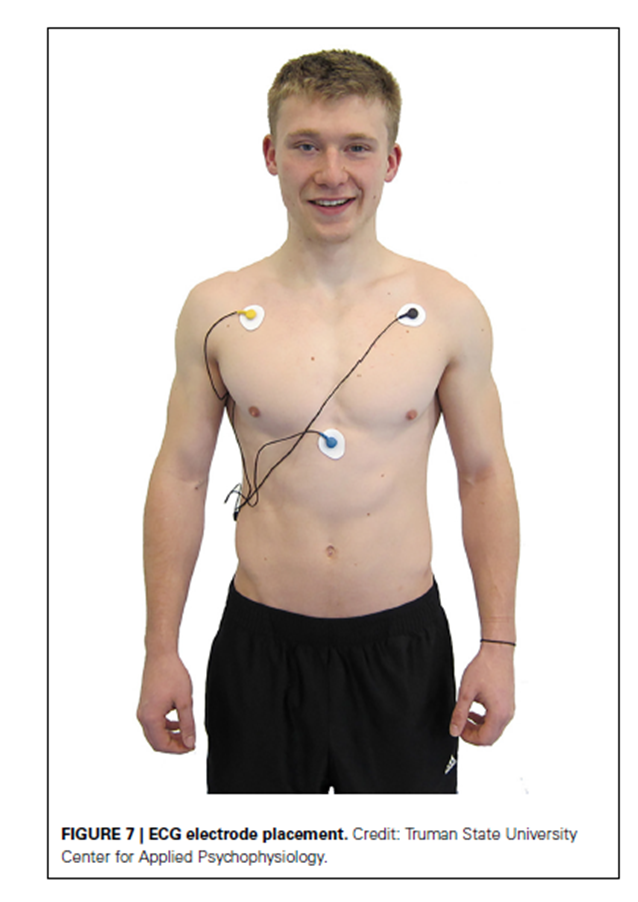 FIGURE 7 | ECG electrode placement. Credit: Truman State University
Center for Applied Psychophysiology.